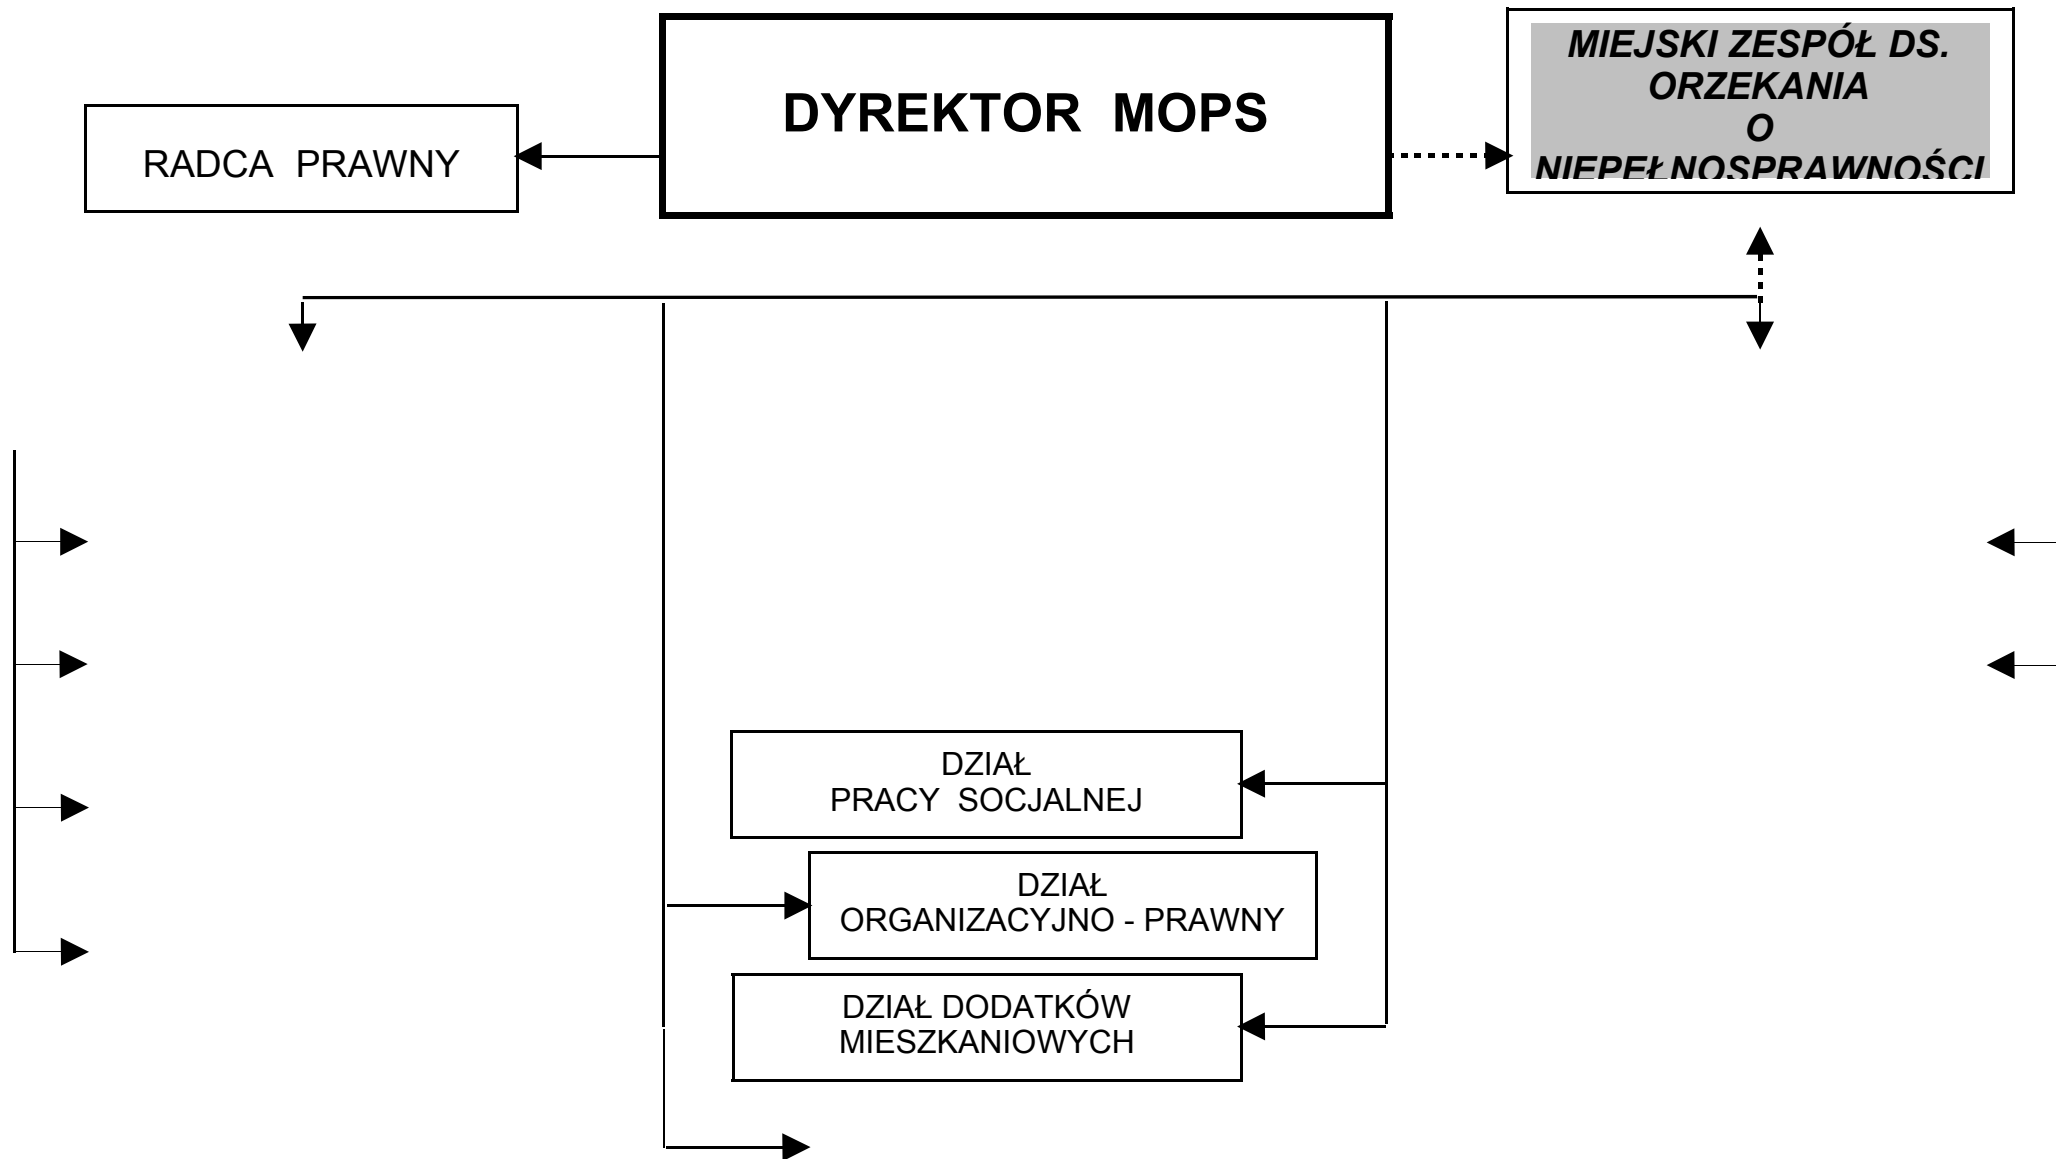 DYREKTOR MOPS
RADCA PRAWNY
MIEJSKI ZESPÓŁ DS.
ORZEKANIA
O
NIEPEŁNOSPRAWNOŚCI
DZIAŁ
PRACY SOCJALNEJ
DZIAŁ
ORGANIZACYJNO - PRAWNY
DZIAŁ DODATKÓW
MIESZKANIOWYCH